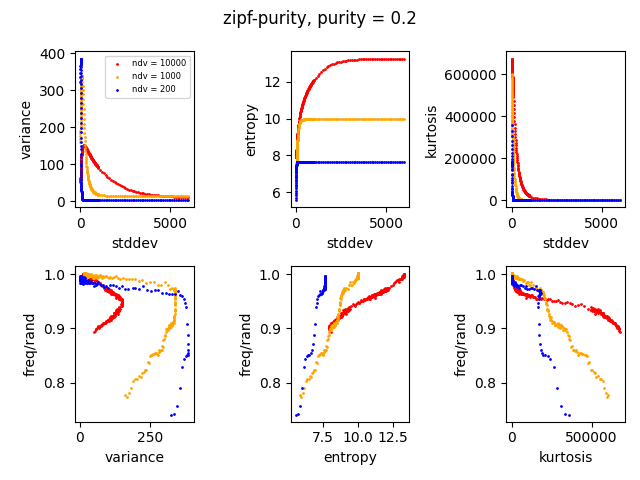 zipf-purity, purity = 0.2
400
300
200
100
0
variance
ndv = 10000
ndv = 1000
ndv = 200
0
5000
stddev
12
10
8
6
entropy
0
5000
stddev
600000
400000
200000
0
kurtosis
0
5000
stddev
1.0
0.9
0.8
freq/rand
0
250
variance
1.0
0.9
0.8
freq/rand
7.5
10.0
12.5
entropy
1.0
0.9
0.8
freq/rand
0
500000
kurtosis